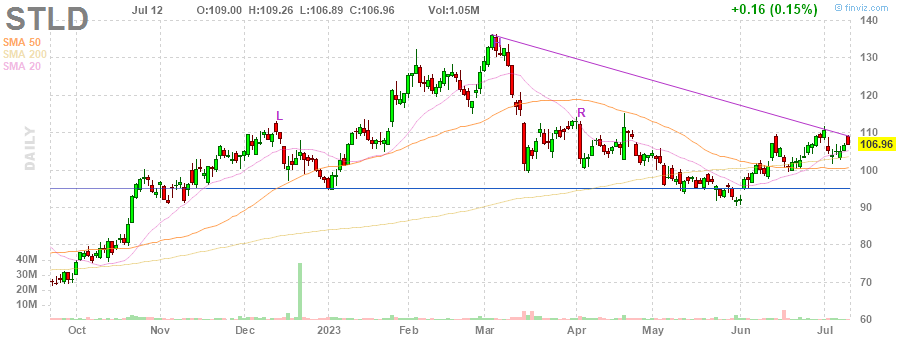 STLD
Jul 12 O:109.00 H:109.26 L:106.89 C:106.96 Vol:1.05M +0.16 (0.15%)
© finviz.com
SMA 50
SMA 200
SMA 20
DAILY
L
R
140
130
120
110
106.96
100
90
80
70
60
40M
30M
20M
10M
Oct Nov Dec 2023 Feb Mar Apr May Jun Jul